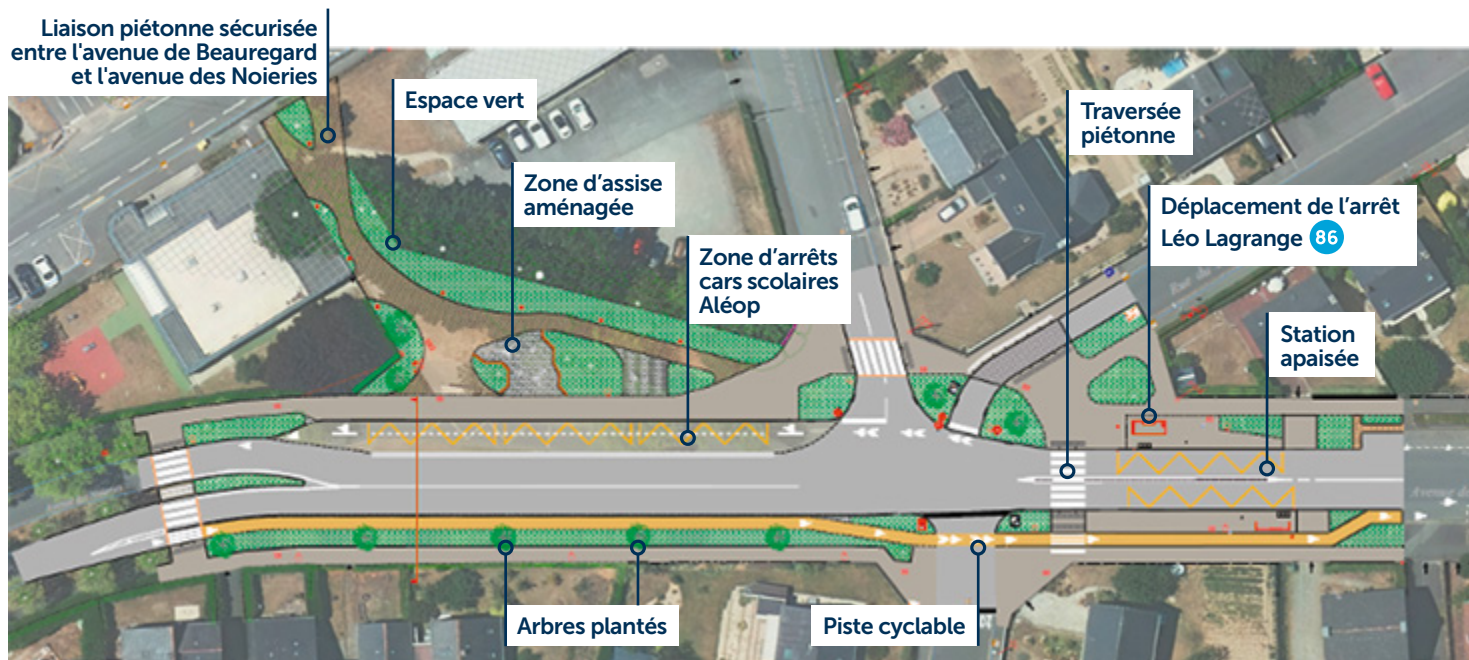 Liaison piétonne sécurisée
entre l'avenue de Beauregard
et l'avenue des Noieries
Espace vert
Zone d'assise
aménagée
Zone d'arrêts
cars scolaires
Aléop
Traversée
piétonne
Déplacement de l'arrêt
Léo Lagrange 86
Station
apaisée
Arbres plantés
Piste cyclable